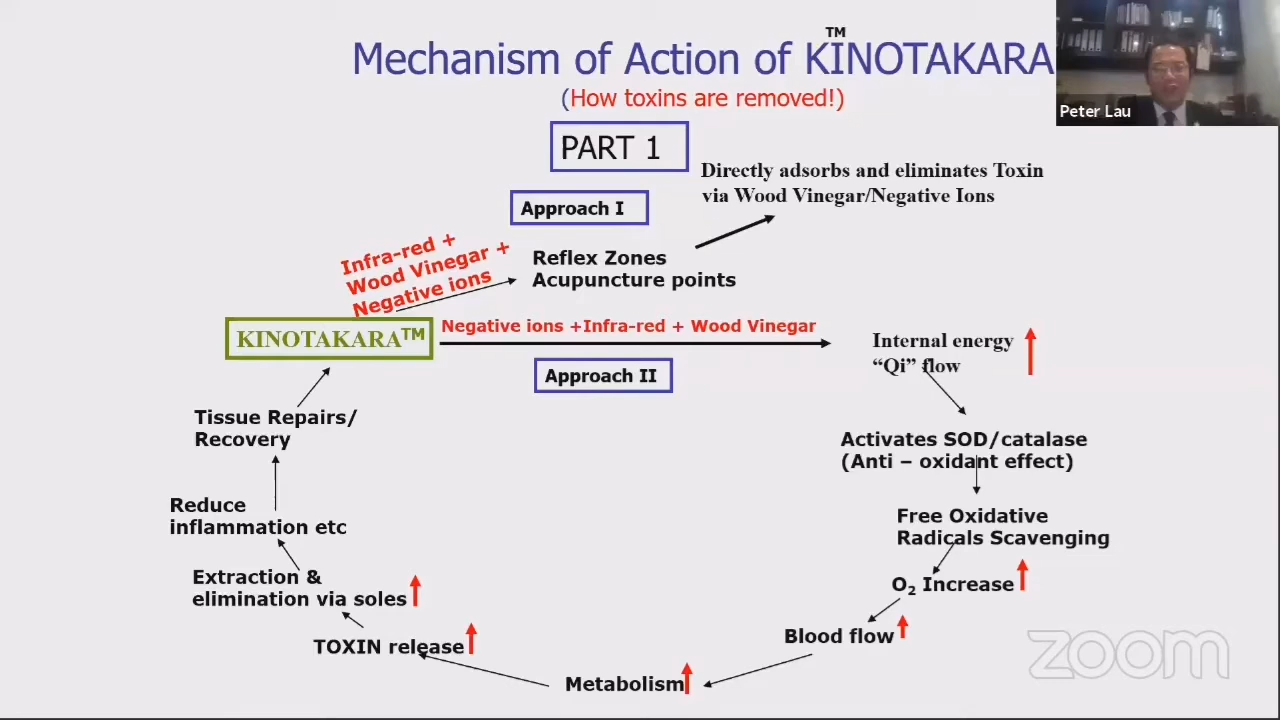 Mechanism of Action of KINOTAKARA
TM
(How toxins are removed!)
Peter Lau
PART 1
Directly adsorbs and eliminates Toxin
via Wood Vinegar/Negative Ions
Approach I
Infra-red +
Wood Vinegar +
Negative ions
Reflex Zones
Acupuncture points
KINOTAKARA™
Negative ions +Infra-red + Wood Vinegar
Approach II
Internal energy
“Qi” flow
Activates SOD/catalase
(Anti – oxidant effect)
Free Oxidative
Radicals Scavenging
O₂ Increase
Blood flow
Metabolism
TOXIN release
Extraction &
elimination via soles
Reduce
inflammation etc
Tissue Repairs/
Recovery
zoom